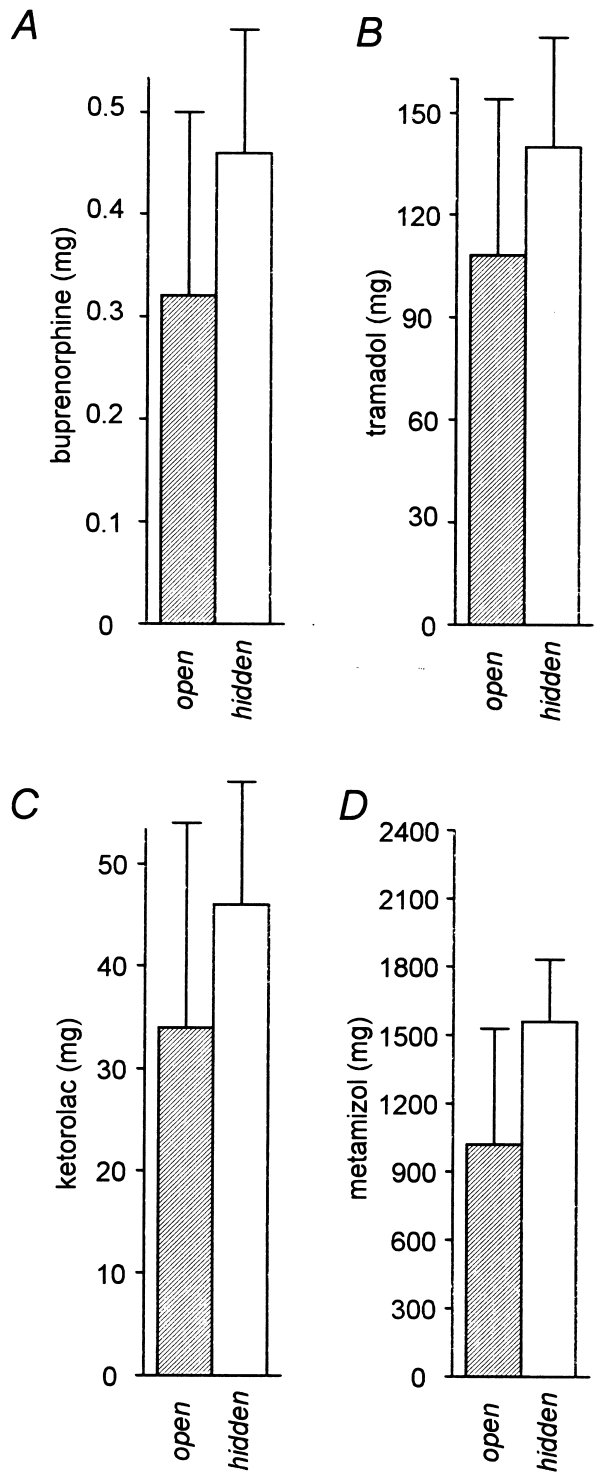 A
buprenorphine (mg)
0.5
0.4
0.3
0.2
0.1
0
open
hidden
B
tramadol (mg)
150
120
90
60
30
0
open
hidden
C
ketorolac (mg)
50
40
30
20
10
0
open
hidden
D
metamizol (mg)
2400
2100
1800
1500
1200
900
600
300
0
open
hidden